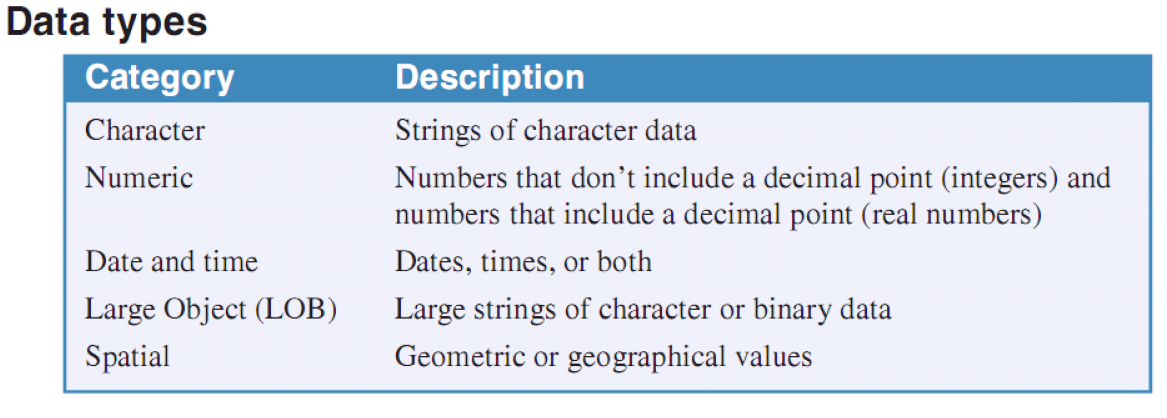 Data types
Category Description
Character Strings of character data
Numeric Numbers that don’t include a decimal point (integers) and
numbers that include a decimal point (real numbers)
Date and time Dates, times, or both
Large Object (LOB) Large strings of character or binary data
Spatial Geometric or geographical values